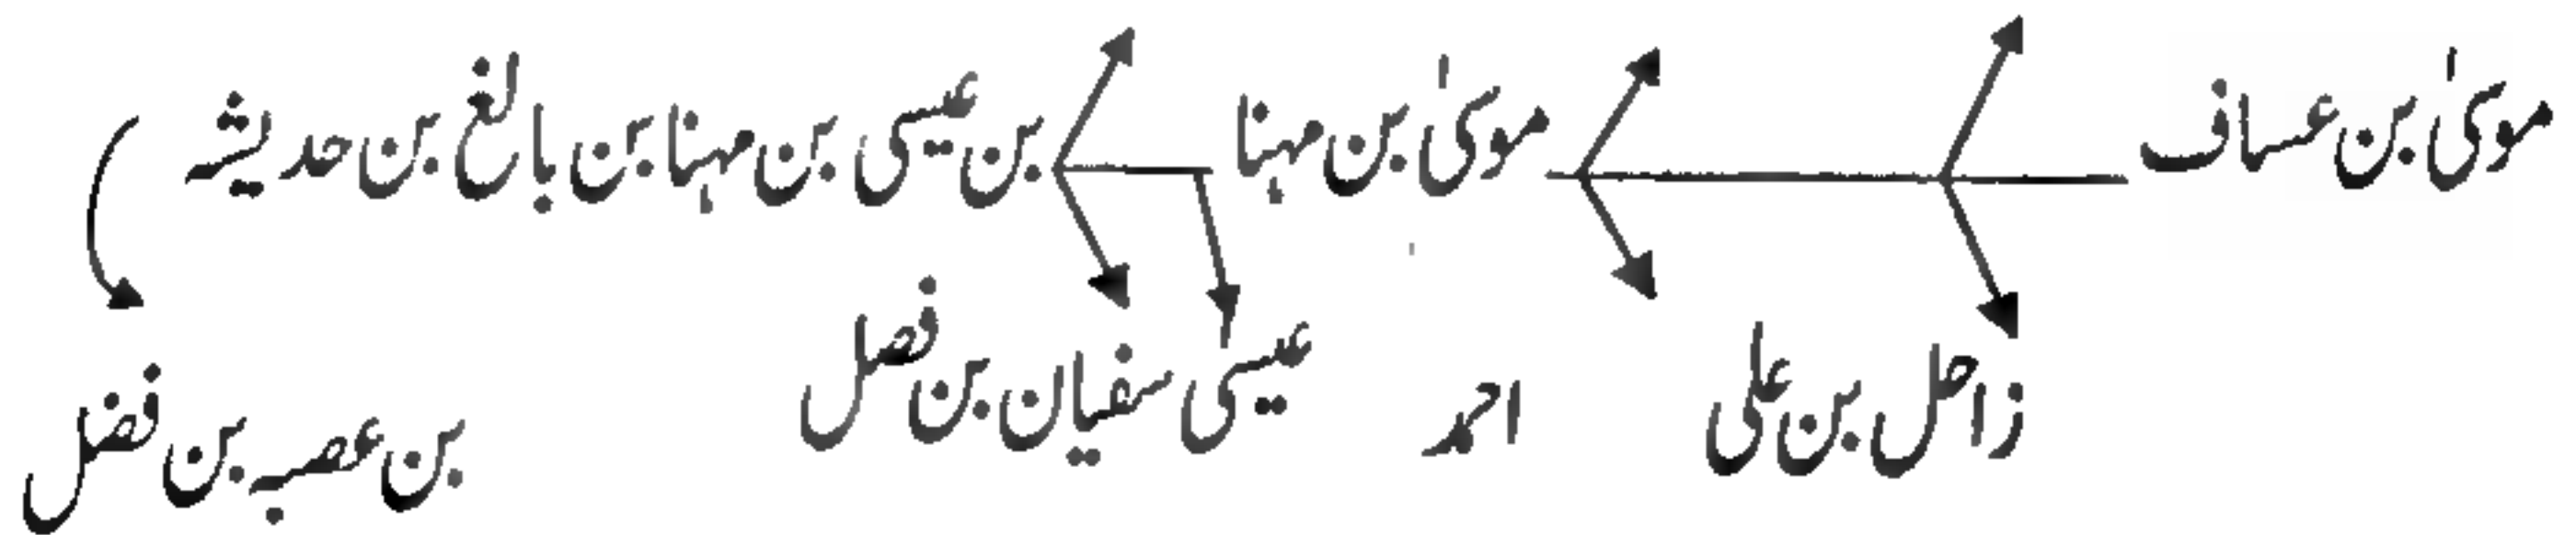 موسیٰ بن عساف موسیٰ بن مہنا بن عیسی بن مہنا بن بالغ بن حدیثہ
زاحل بن علی احمد عیسیٰ سفیان بن فصل
بن عصبہ بن فضل